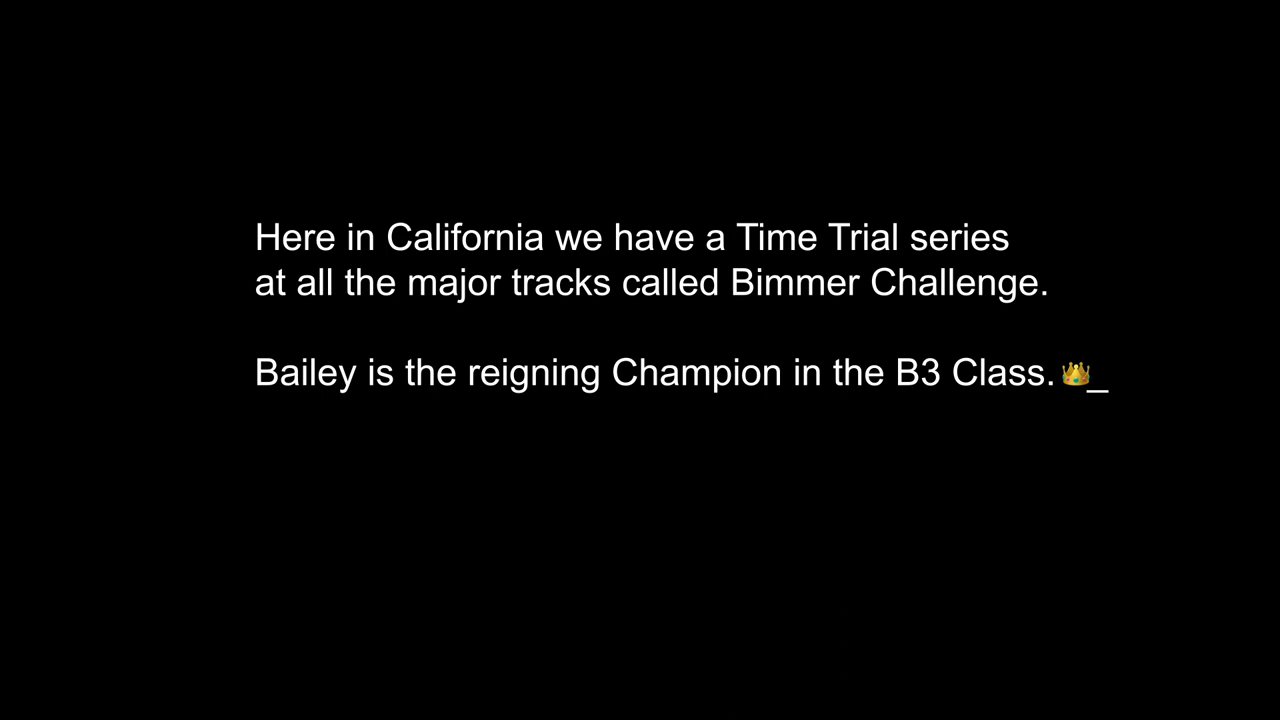 Here in California we have a Time Trial series
at all the major tracks called Bimmer Challenge.
Bailey is the reigning Champion in the B3 Class. 👑_